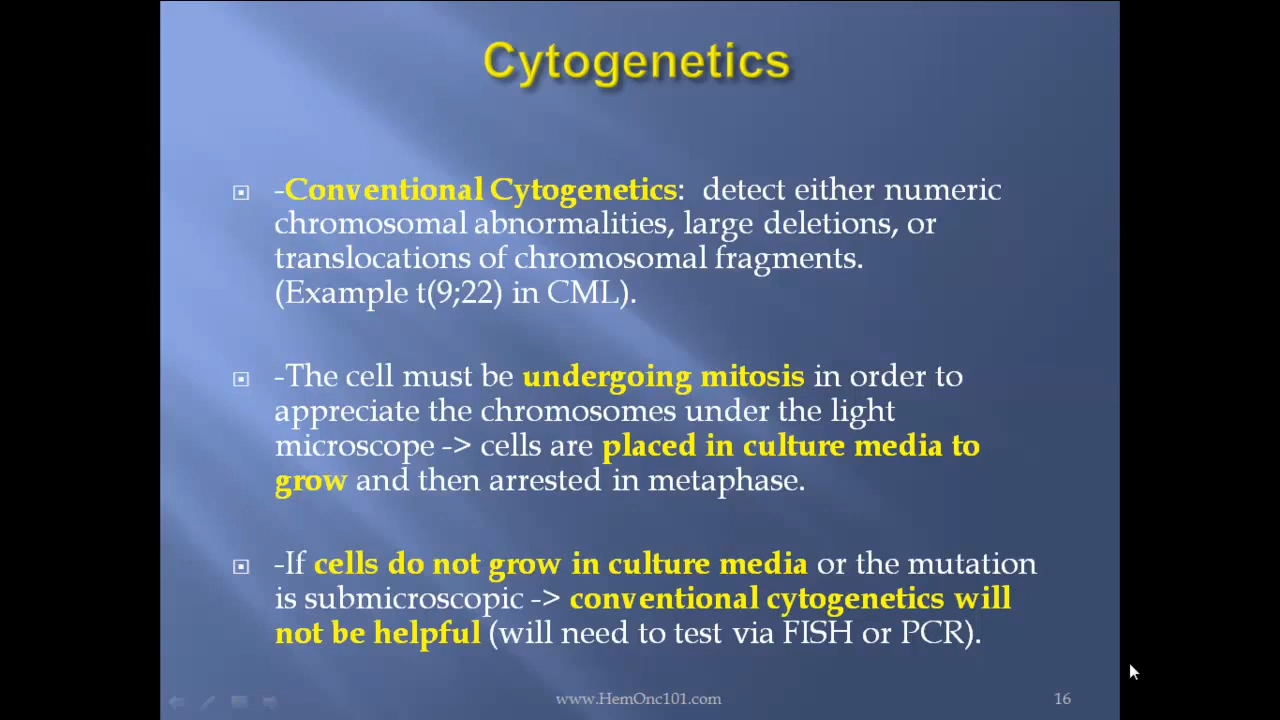 Cytogenetics
-Conventional Cytogenetics:  detect either numeric
chromosomal abnormalities, large deletions, or
translocations of chromosomal fragments.
(Example t(9;22) in CML).
-The cell must be undergoing mitosis in order to
appreciate the chromosomes under the light
microscope -> cells are placed in culture media to
grow and then arrested in metaphase.
-If cells do not grow in culture media or the mutation
is submicroscopic -> conventional cytogenetics will
not be helpful (will need to test via FISH or PCR).
www.HemOnc101.com
16